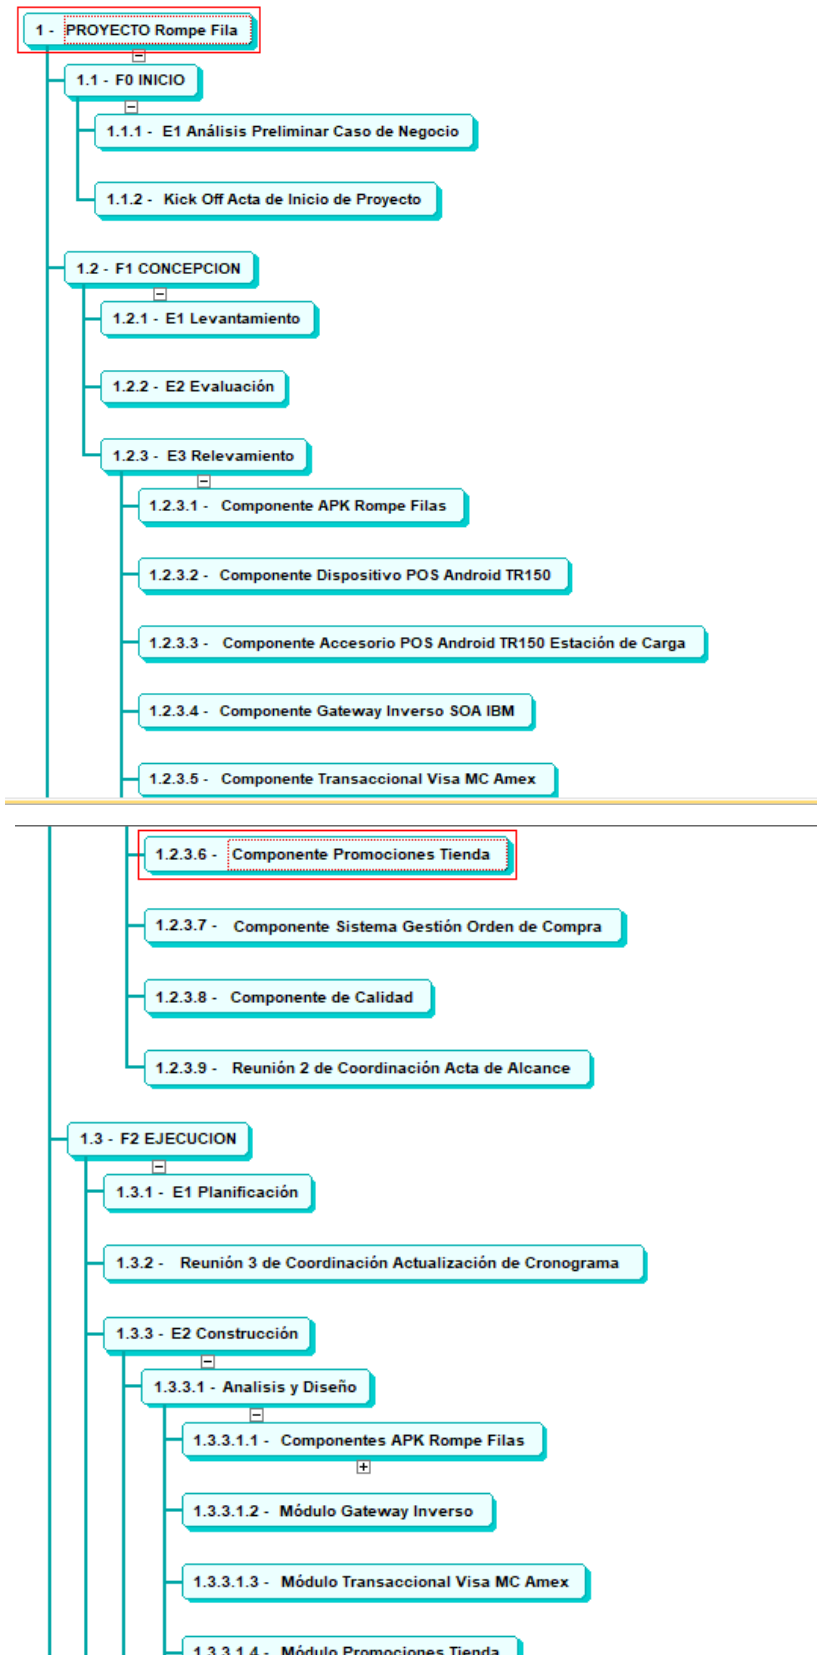 1 - PROYECTO Rompe Fila
1.1 - F0 INICIO
1.1.1 - E1 Análisis Preliminar Caso de Negocio
1.1.2 - Kick Off Acta de Inicio de Proyecto
1.2 - F1 CONCEPCION
1.2.1 - E1 Levantamiento
1.2.2 - E2 Evaluación
1.2.3 - E3 Relevamiento
1.2.3.1 - Componente APK Rompe Filas
1.2.3.2 - Componente Dispositivo POS Android TR150
1.2.3.3 - Componente Accesorio POS Android TR150 Estación de Carga
1.2.3.4 - Componente Gateway Inverso SOA IBM
1.2.3.5 - Componente Transaccional Visa MC Amex
1.2.3.6 - Componente Promociones Tienda
1.2.3.7 - Componente Sistema Gestión Orden de Compra
1.2.3.8 - Componente de Calidad
1.2.3.9 - Reunión 2 de Coordinación Acta de Alcance
1.3 - F2 EJECUCION
1.3.1 - E1 Planificación
1.3.2 - Reunión 3 de Coordinación Actualización de Cronograma
1.3.3 - E2 Construcción
1.3.3.1 - Analisis y Diseño
1.3.3.1.1 - Componentes APK Rompe Filas
1.3.3.1.2 - Módulo Gateway Inverso
1.3.3.1.3 - Módulo Transaccional Visa MC Amex
1.3.3.1.4 - Módulo Promociones Tienda